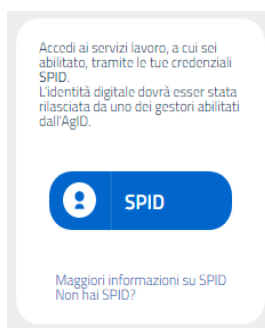 Accedi ai servizi lavoro, a cui sei
abilitato, tramite le tue credenziali
SPID.
L'identità digitale dovrà esser stata
rilasciata da uno dei gestori abilitati
dall'AgID.
SPID
Maggiori informazioni su SPID
Non hai SPID?